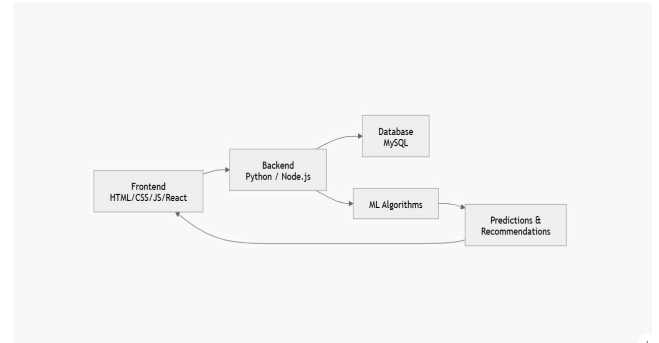 Frontend
HTML/CSS/JS/React
Backend
Python / Node.js
Database
MySQL
ML Algorithms
Predictions &
Recommendations